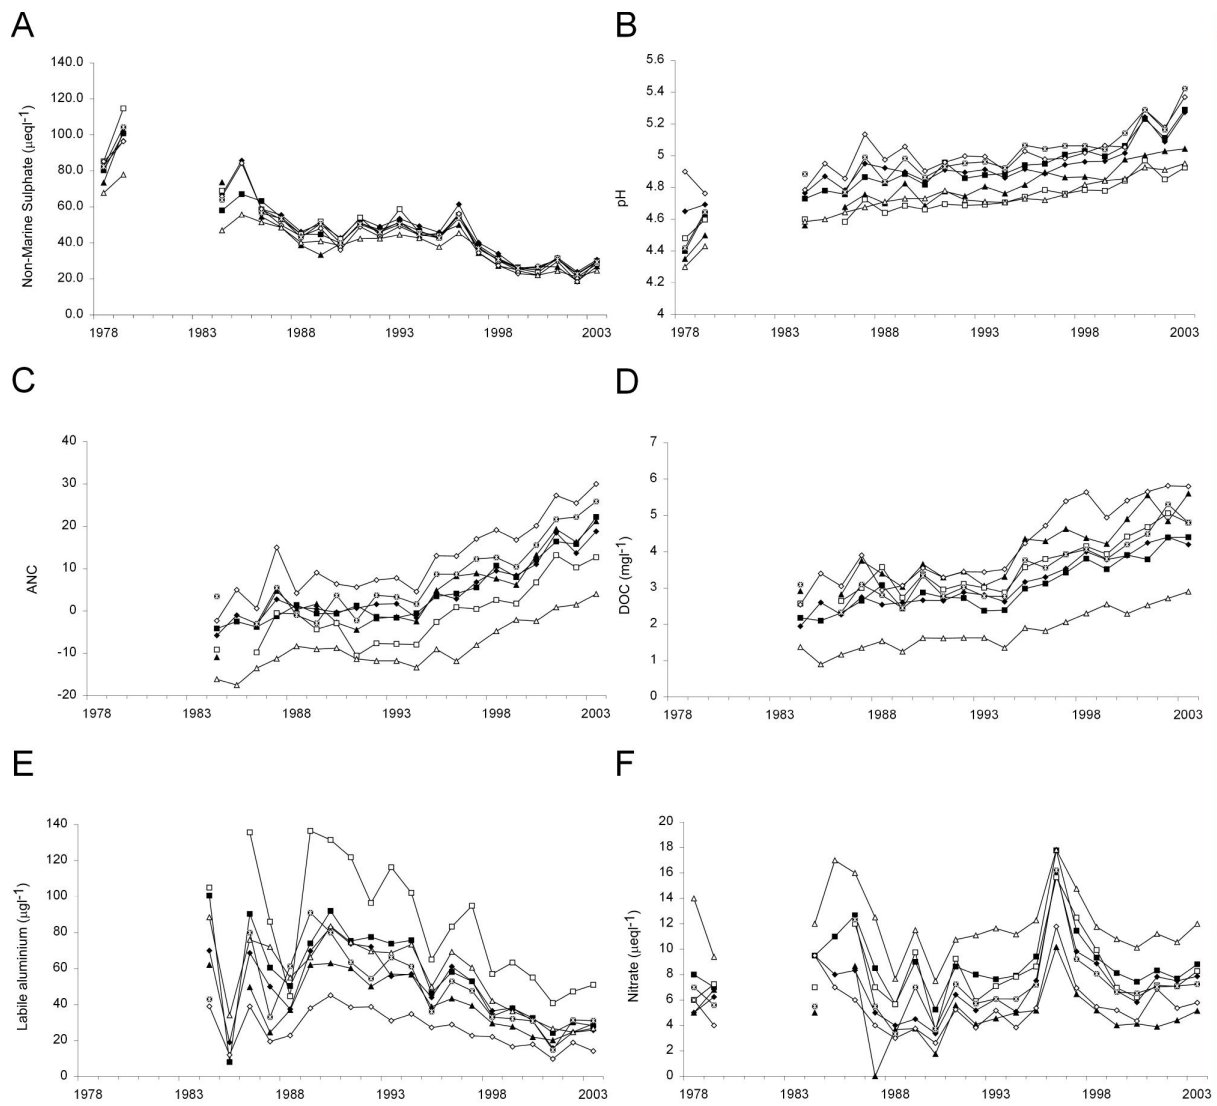 A
140.0
120.0
100.0
80.0
60.0
40.0
20.0
0.0
Non-Marine Sulphate (µeql-1)
1978 1983 1988 1993 1998 2003
B
5.6
5.4
5.2
5
4.8
4.6
4.4
4.2
4
pH
1978 1983 1988 1993 1998 2003
C
40
30
20
10
0
-10
-20
ANC
1978 1983 1988 1993 1998 2003
D
7
6
5
4
3
2
1
0
DOC (mgl-1)
1978 1983 1988 1993 1998 2003
E
140
120
100
80
60
40
20
0
Labile aluminium (µgl-1)
1978 1983 1988 1993 1998 2003
F
20
18
16
14
12
10
8
6
4
2
0
Nitrate (µeql-1)
1978 1983 1988 1993 1998 2003